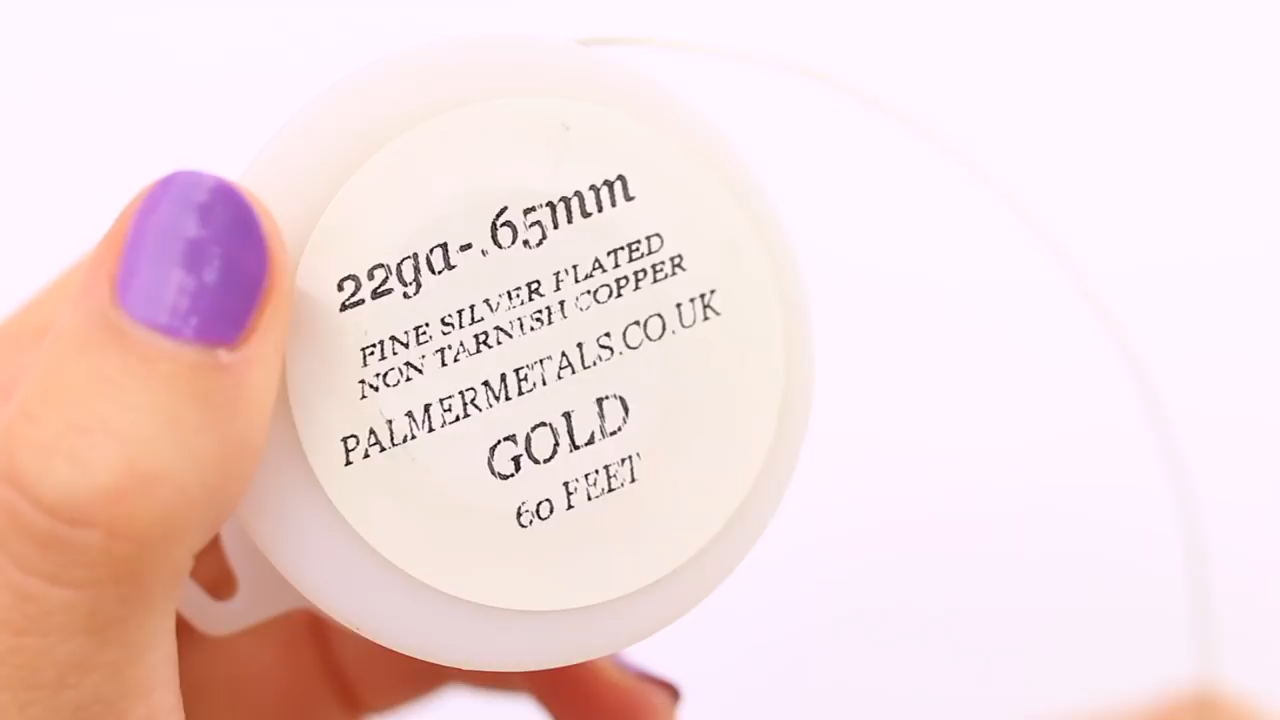 22ga-.65mm
FINE SILVER PLATED
NON TARNISH COPPER
PALMERMETALS.CO.UK
GOLD
60 FEET